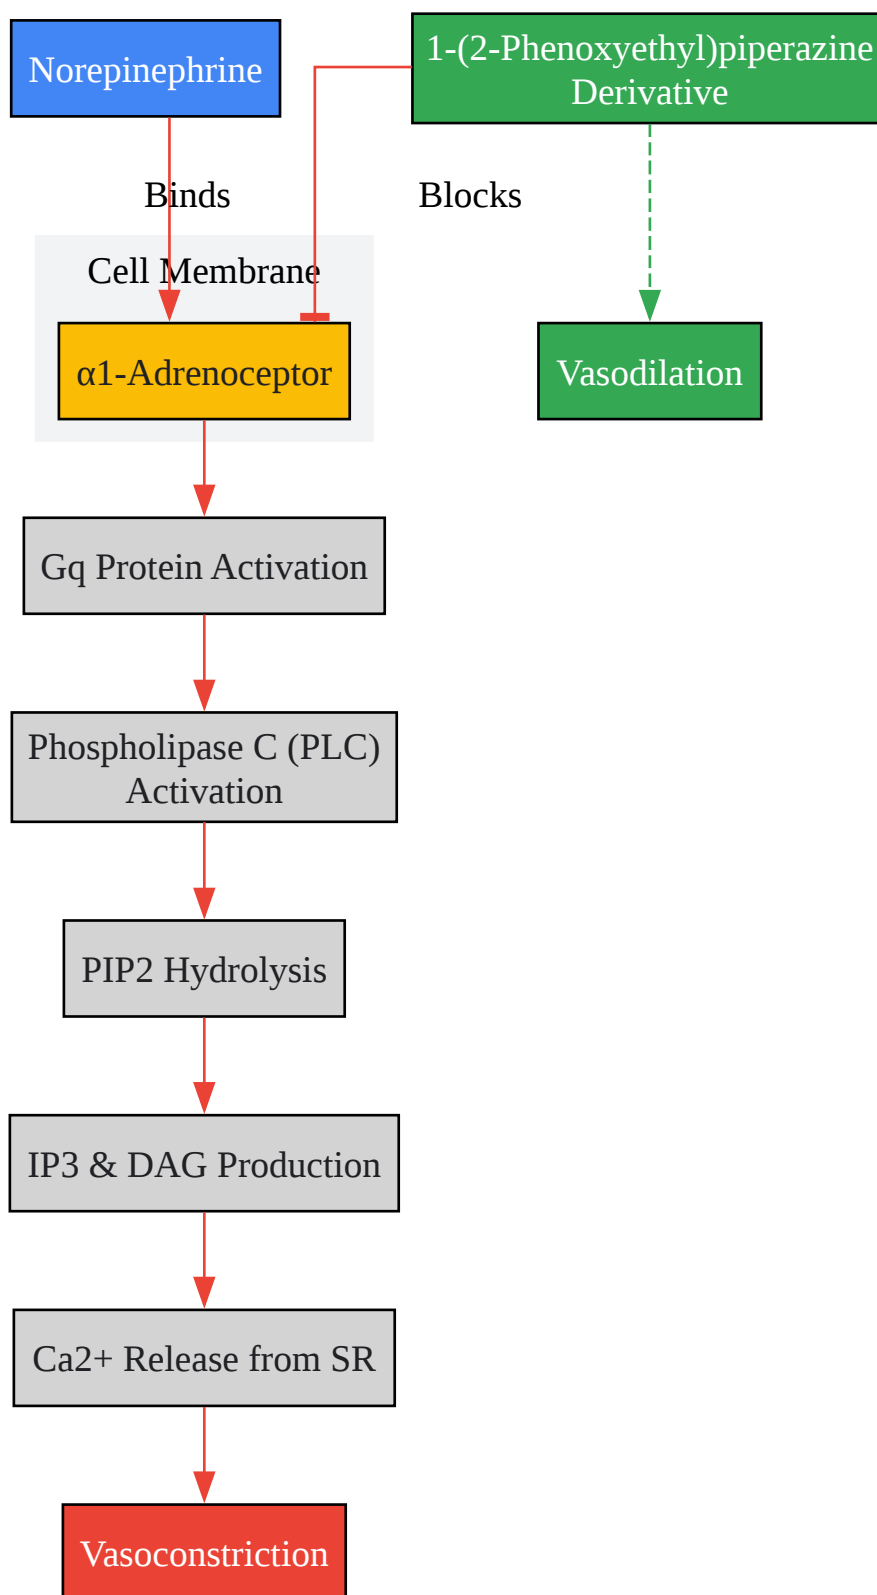 Norepinephrine
1-(2-Phenoxyethyl)piperazine
Derivative
Binds
Blocks
Cell Membrane
α1-Adrenoceptor
Vasodilation
Gq Protein Activation
Phospholipase C (PLC)
Activation
PIP2 Hydrolysis
IP3 & DAG Production
Ca2+ Release from SR
Vasoconstriction